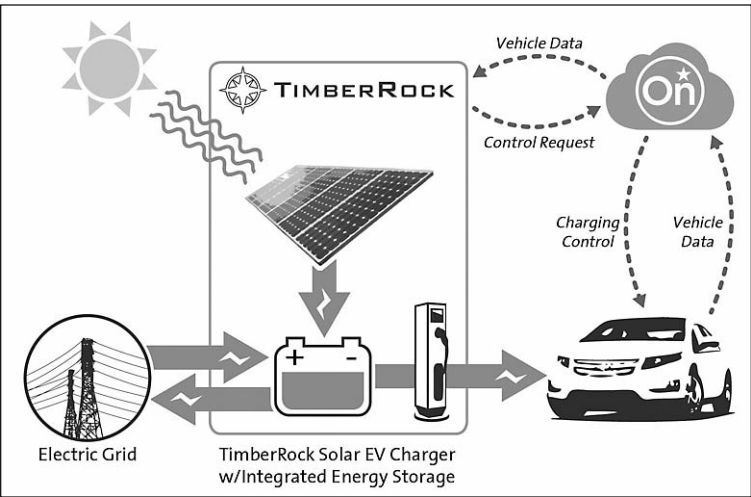 Vehicle Data
TIMBERROCK
On
Control Request
Charging
Control
Vehicle
Data
+ -
Electric Grid
TimberRock Solar EV Charger
w/Integrated Energy Storage